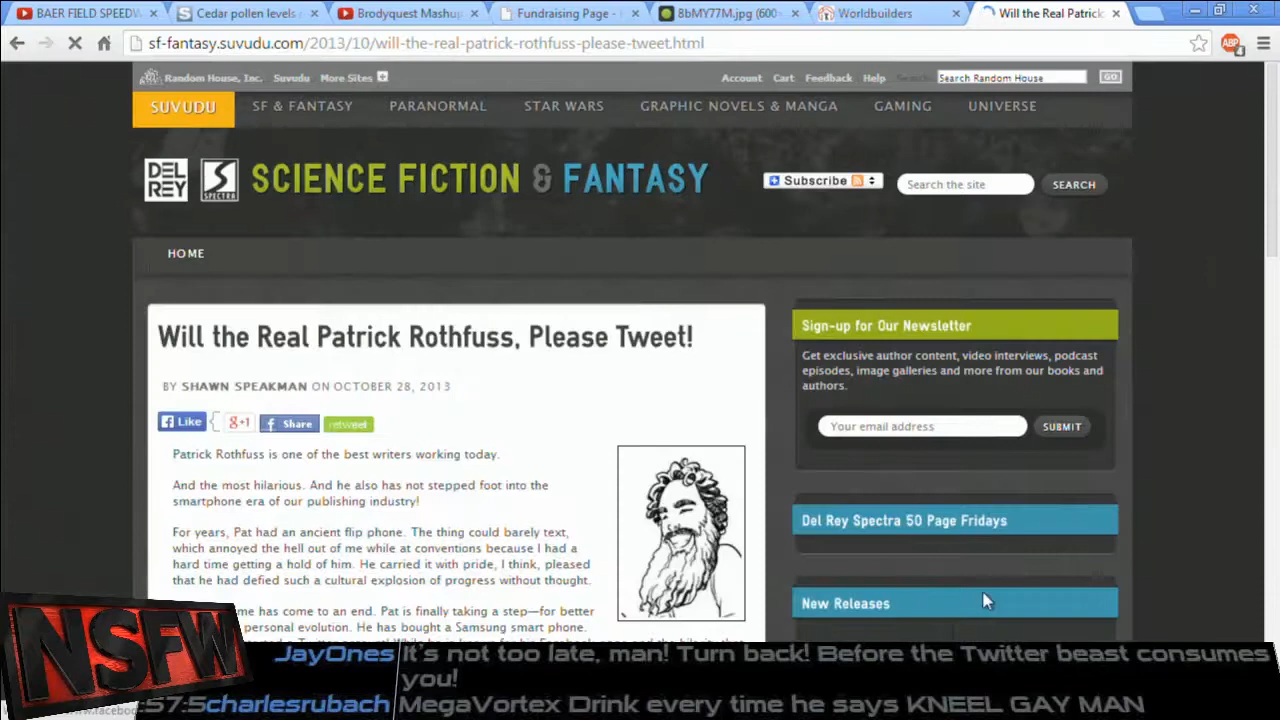 BAER FIELD SPEEDW
Cedar pollen levels
Brodyquest Mashup
Fundraising Page -
8bMY77M.jpg (600
Worldbuilders
Will the Real Patrick
sf-fantasy.suvudu.com/2013/10/will-the-real-patrick-rothfuss-please-tweet.html
ABP
4
Random House, Inc. Suvudu More Sites
Account Cart Feedback Help Search Search Random House GO
SUVUDU SF & FANTASY PARANORMAL STAR WARS GRAPHIC NOVELS & MANGA GAMING UNIVERSE
DEL REY
SPECTRA
SCIENCE FICTION & FANTASY
Subscribe
Search the site
SEARCH
HOME
Will the Real Patrick Rothfuss, Please Tweet!
BY SHAWN SPEAKMAN ON OCTOBER 28, 2013
Like g+1 f Share retweet
Patrick Rothfuss is one of the best writers working today.
And the most hilarious. And he also has not stepped foot into the
smartphone era of our publishing industry!
For years, Pat had an ancient flip phone. The thing could barely text,
which annoyed the hell out of me while at conventions because I had a
hard time getting a hold of him. He carried it with pride, I think, pleased
that he had defied such a cultural explosion of progress without thought.
me has come to an end. Pat is finally taking a step—for better
personal evolution. He has bought a Samsung smart phone.
Sign-up for Our Newsletter
Get exclusive author content, video interviews, podcast
episodes, image galleries and more from our books and
authors.
Your email address
SUBMIT
Del Rey Spectra 50 Page Fridays
New Releases
NSFW
JayOnes It's not too late, man! Turn back! Before the Twitter beast consumes
you!
:57:5 charlesrubach MegaVortex Drink every time he says KNEEL GAY MAN